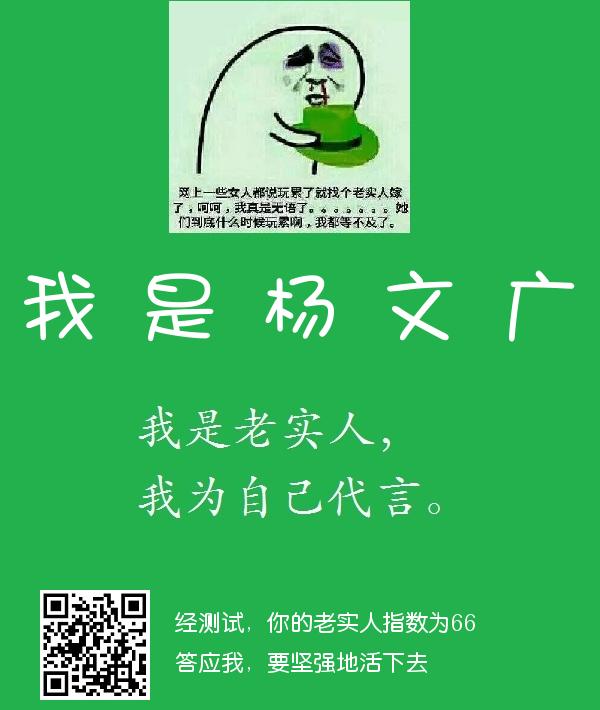 网上一些女人都说玩累了就找个老实人嫁
了，呵呵，我真是无语了。。。。。。。她
们到底什么时候玩累啊，我都等不及了。
我是杨文广
我是老实人，
我为自己代言。
经测试，你的老实人指数为66
答应我，要坚强地活下去